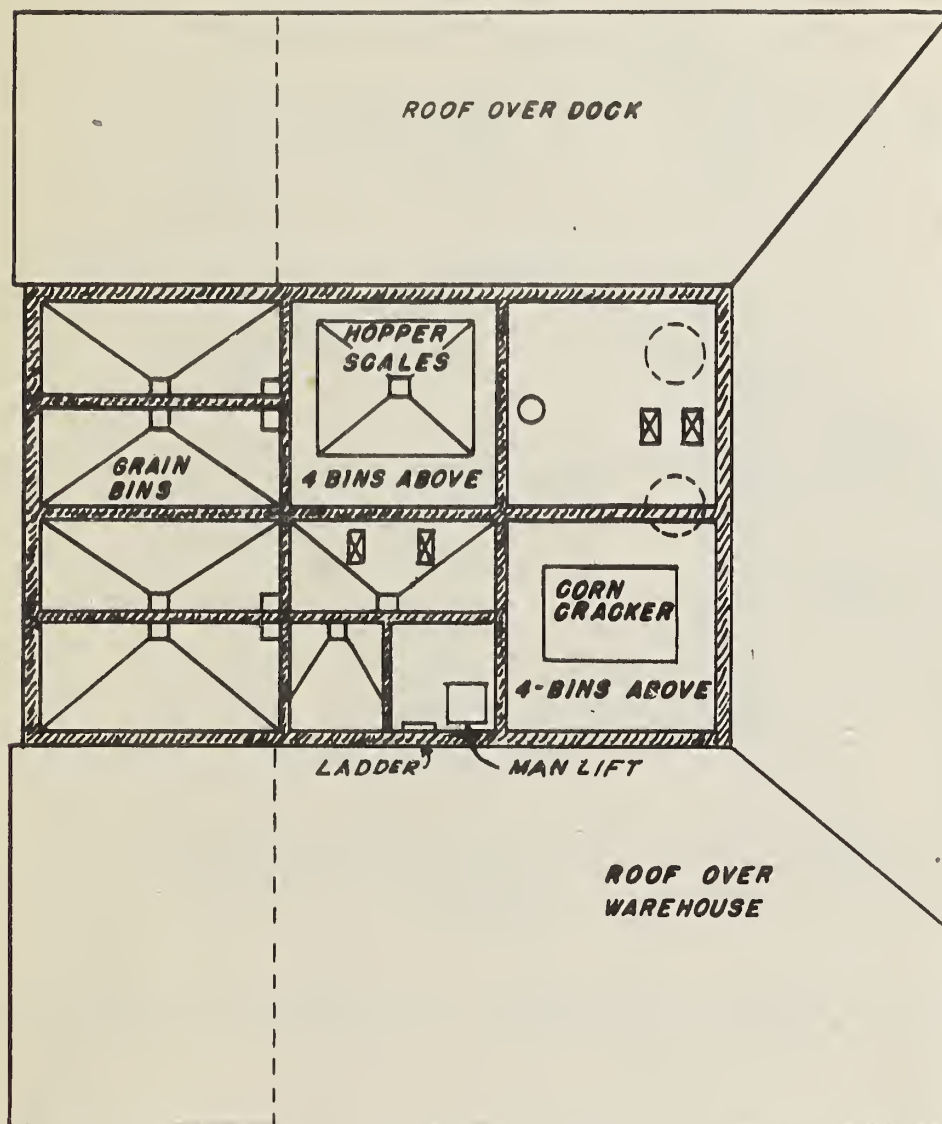 ROOF OVER DOCK
HOPPER
SCALES
GRAIN
BINS
4 BINS ABOVE
CORN
CRACKER
4-BINS ABOVE
LADDER
MAN LIFT
ROOF OVER
WAREHOUSE